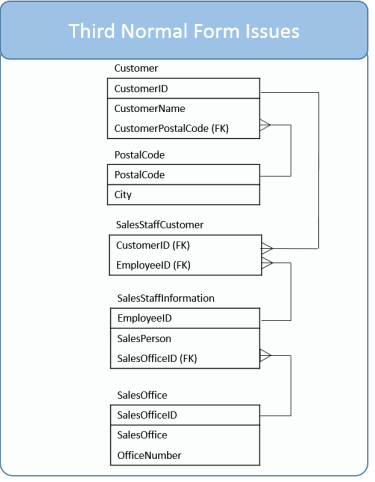 Third Normal Form Issues
Customer
CustomerID
CustomerName
CustomerPostalCode (FK)
PostalCode
PostalCode
City
SalesStaffCustomer
CustomerID (FK)
EmployeeID (FK)
SalesStaffInformation
EmployeeID
SalesPerson
SalesOfficeID (FK)
SalesOffice
SalesOfficeID
SalesOffice
OfficeNumber